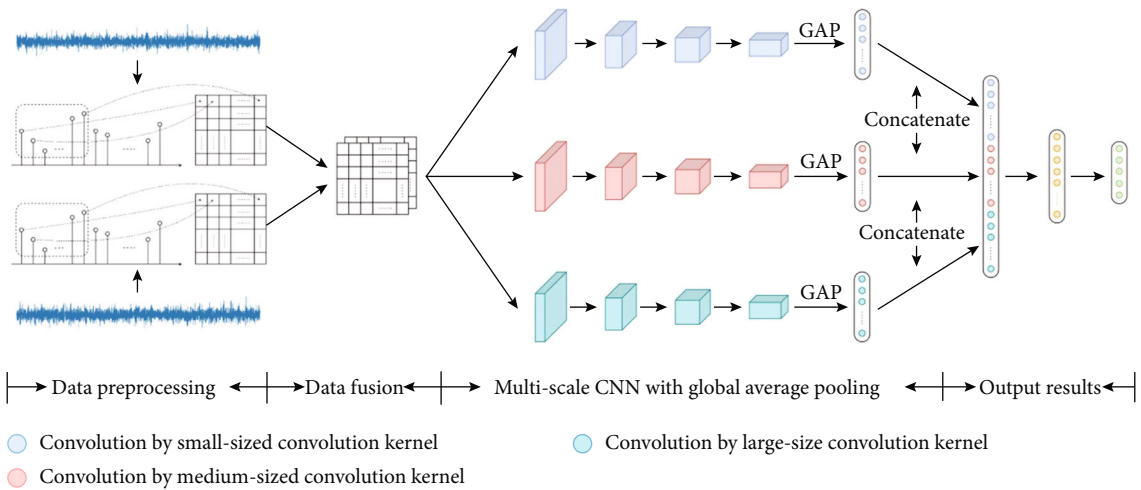 GAP
Concatenate
GAP
Concatenate
GAP
Data preprocessing
Data fusion
Multi-scale CNN with global average pooling
Output results
Convolution by small-sized convolution kernel
Convolution by large-size convolution kernel
Convolution by medium-sized convolution kernel